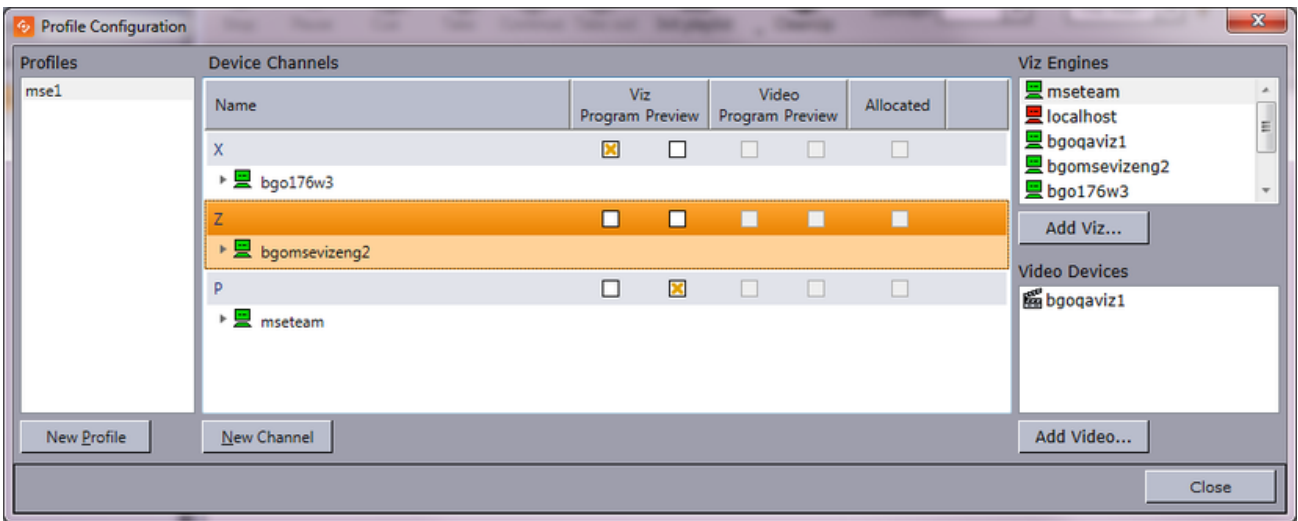 Profile Configuration
Profiles
mse1
New Profile
Device Channels
Name
Viz
Program Preview
Video
Program Preview
Allocated
X
bgo176w3
Z
bgomsevizeng2
P
mseteam
New Channel
Viz Engines
mseteam
localhost
bgoqaviz1
bgomsevizeng2
bgo176w3
Add Viz...
Video Devices
bgoqaviz1
Add Video...
Close